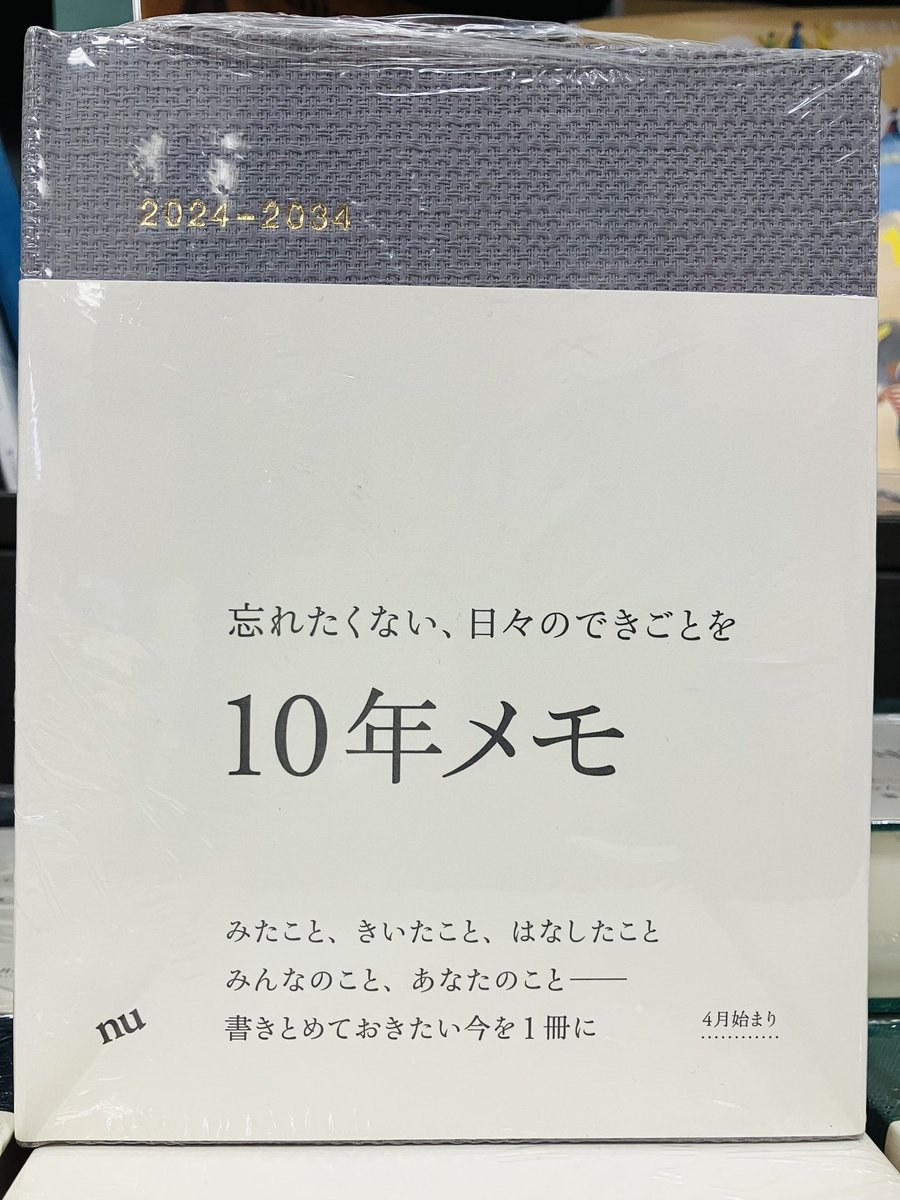 2024-2034
忘れたくない、日々のできごとを
10年メモ
みたこと、きいたこと、はなしたこと
みんなのこと、あなたのこと――
書きとめておきたい今を1冊に
nu
4月始まり